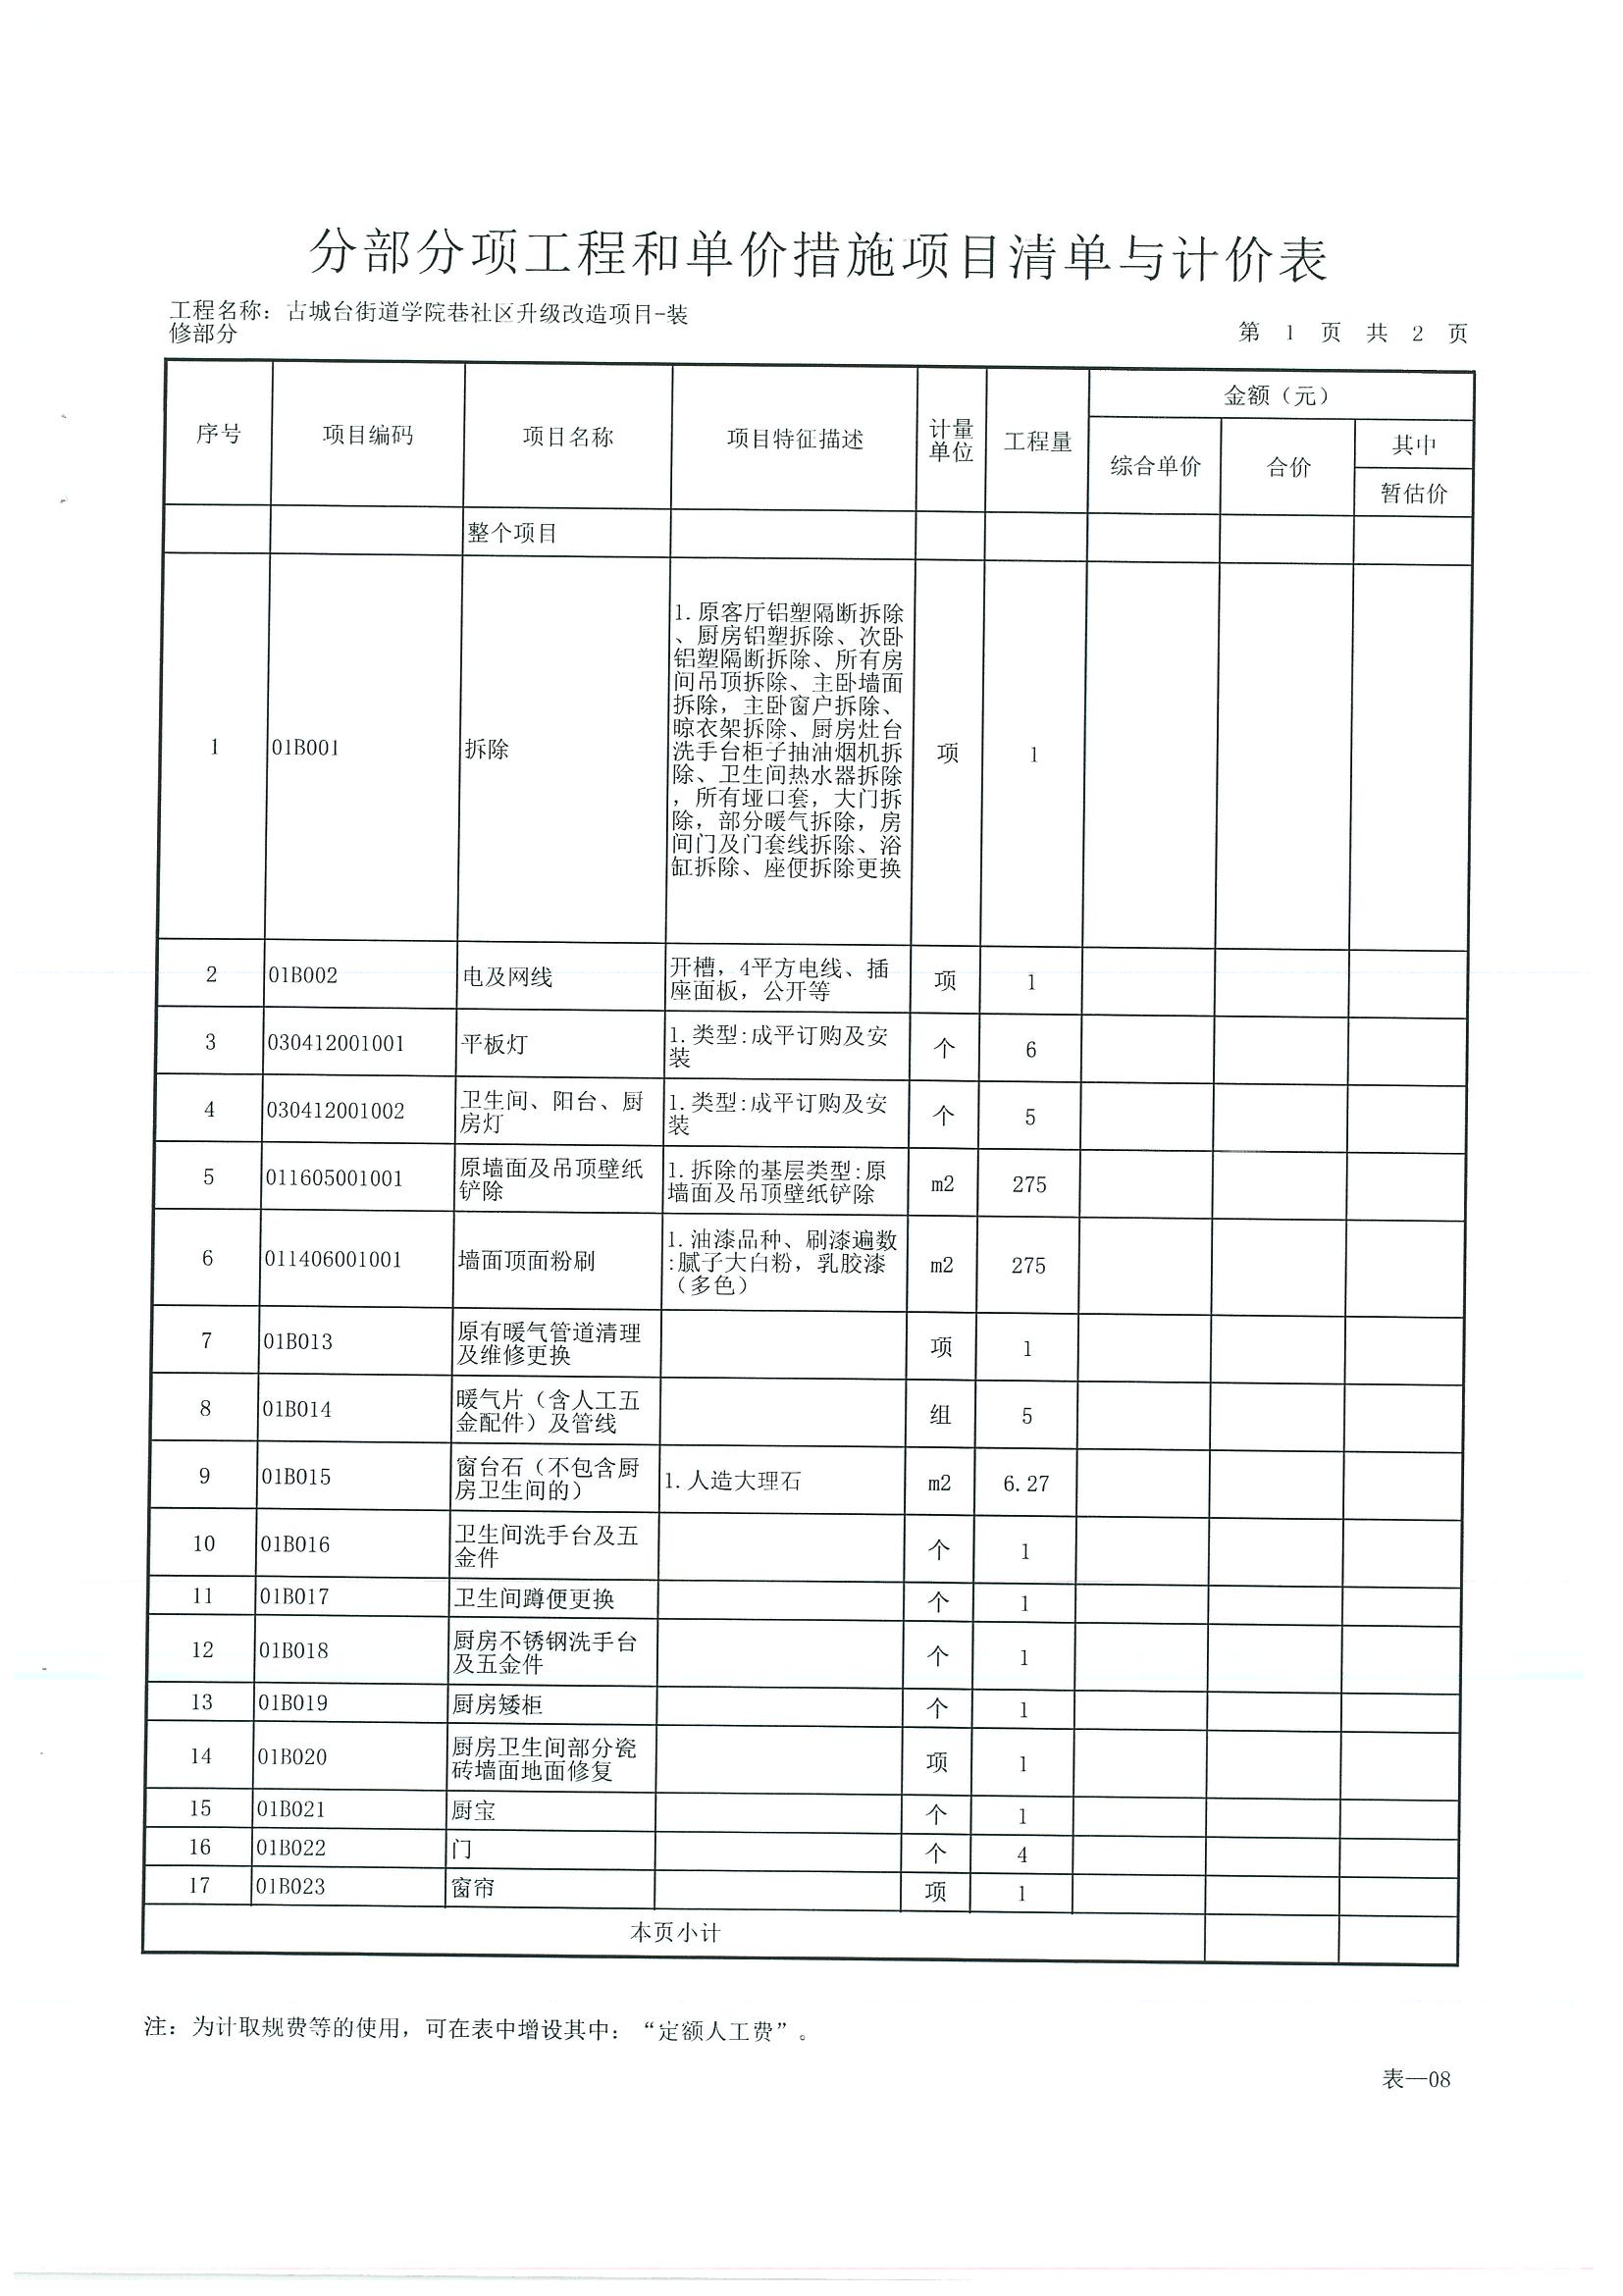 分部分项工程和单价措施项目清单与计价表
工程名称：古城台街道学院巷社区升级改造项目-装
修部分
第 1 页 共 2 页
序号 项目编码 项目名称 项目特征描述 计量单位 工程量 金额（元）
综合单价 合价 其中
暂估价
整个项目
1 01B001 拆除 1.原客厅铝塑隔断拆除
、厨房铝塑拆除、次卧
铝塑隔断拆除、所有房
间吊顶拆除、主卧墙面
拆除，主卧窗户拆除、
晾衣架拆除、厨房灶台
洗手台柜子抽油烟机拆
除、卫生间热水器拆除
，所有垭口套，大门拆
除，部分暖气拆除，房
间门及门套线拆除、浴
缸拆除、座便拆除更换 项 1
2 01B002 电及网线 开槽，4平方电线、插
座面板，公开等 项 1
3 030412001001 平板灯 1.类型:成平订购及安
装 个 6
4 030412001002 卫生间、阳台、厨
房灯 1.类型:成平订购及安
装 个 5
5 011605001001 原墙面及吊顶壁纸
铲除 1.拆除的基层类型:原
墙面及吊顶壁纸铲除 m2 275
6 011406001001 墙面顶面粉刷 1.油漆品种、刷漆遍数
:腻子大白粉，乳胶漆
（多色） m2 275
7 01B013 原有暖气管道清理
及维修更换 项 1
8 01B014 暖气片（含人工五
金配件）及管线 组 5
9 01B015 窗台石（不包含厨
房卫生间的） 1.人造大理石 m2 6.27
10 01B016 卫生间洗手台及五
金件 个 1
11 01B017 卫生间蹲便更换 个 1
12 01B018 厨房不锈钢洗手台
及五金件 个 1
13 01B019 厨房矮柜 个 1
14 01B020 厨房卫生间部分瓷
砖墙面地面修复 项 1
15 01B021 厨宝 个 1
16 01B022 门 个 4
17 01B023 窗帘 项 1
本页小计
注：为计取规费等的使用，可在表中增设其中：“定额人工费”。
表—08